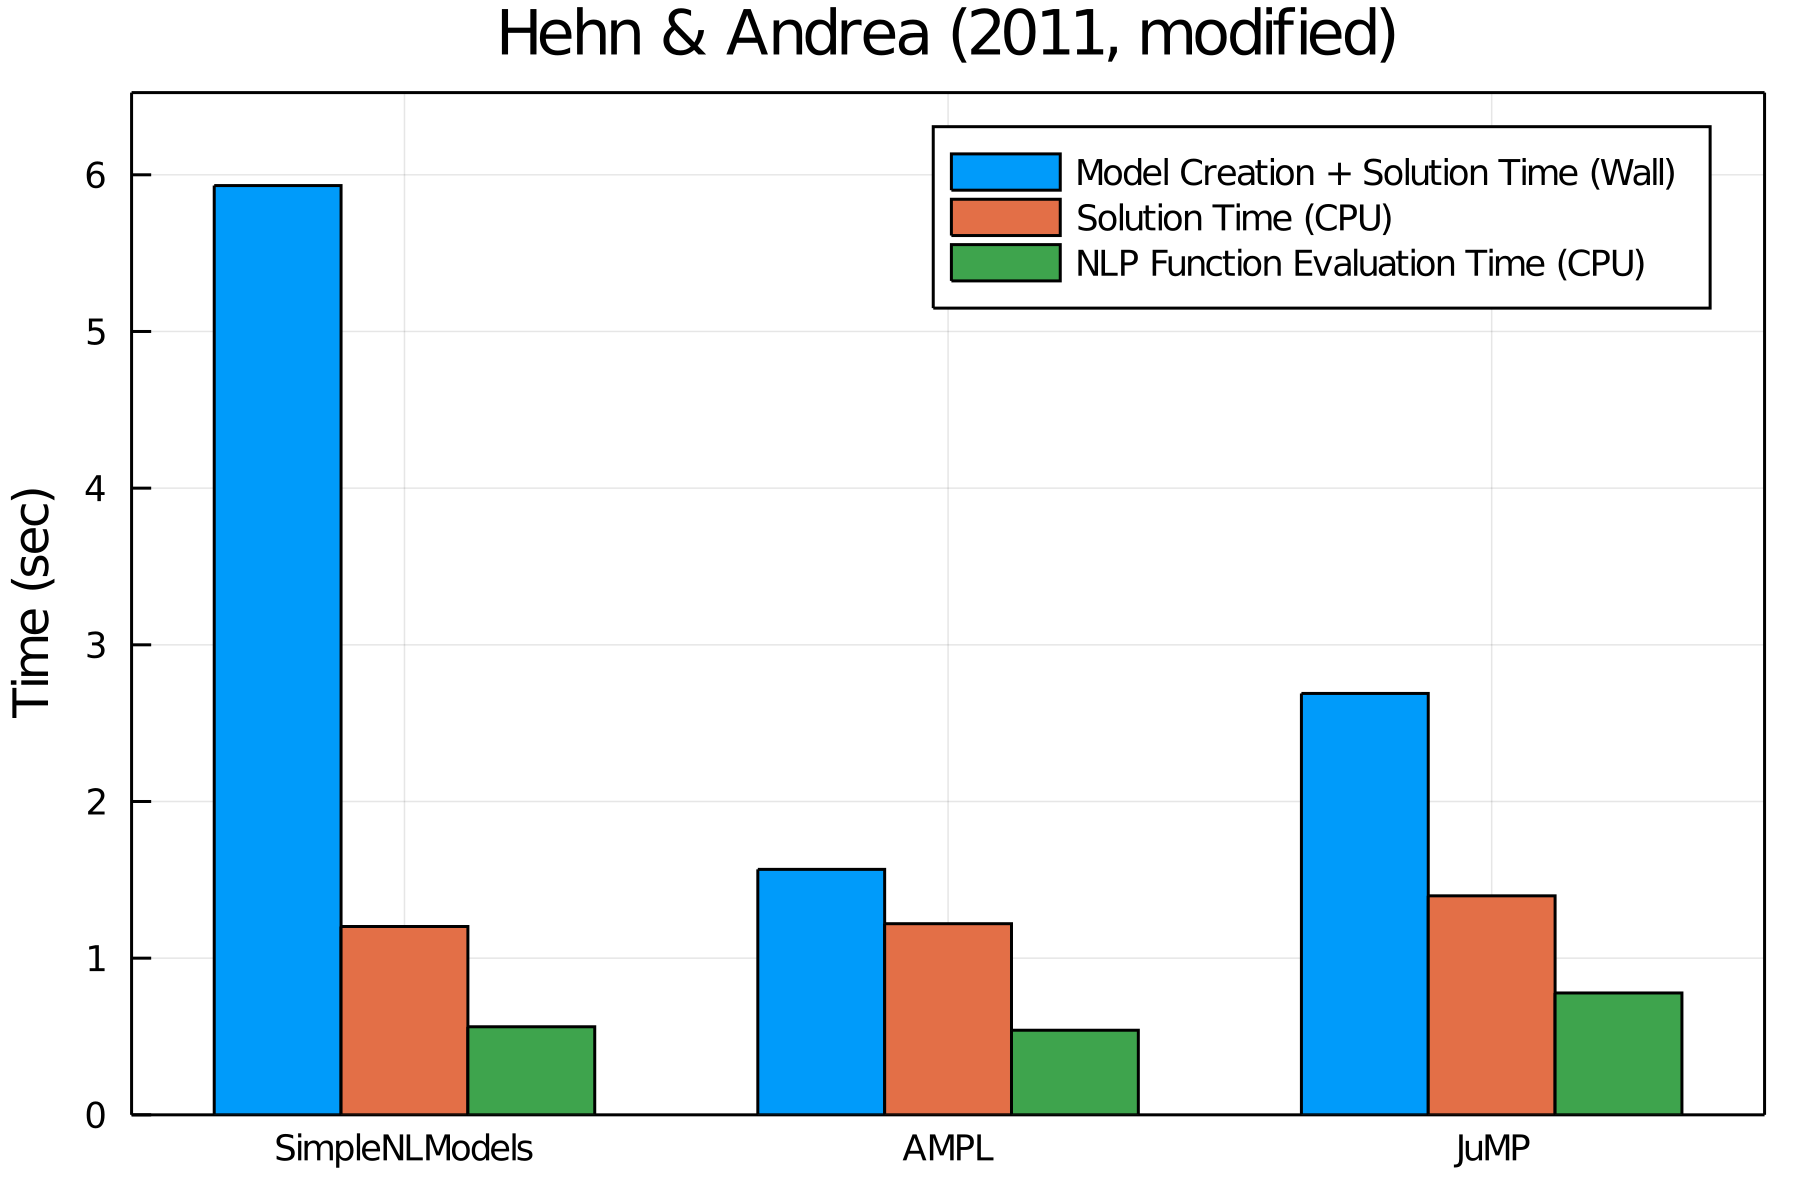 Hehn & Andrea (2011, modified)
Model Creation + Solution Time (Wall)
Solution Time (CPU)
NLP Function Evaluation Time (CPU)
Time (sec)
6
5
4
3
2
1
0
SimpleNLModels
AMPL
JuMP